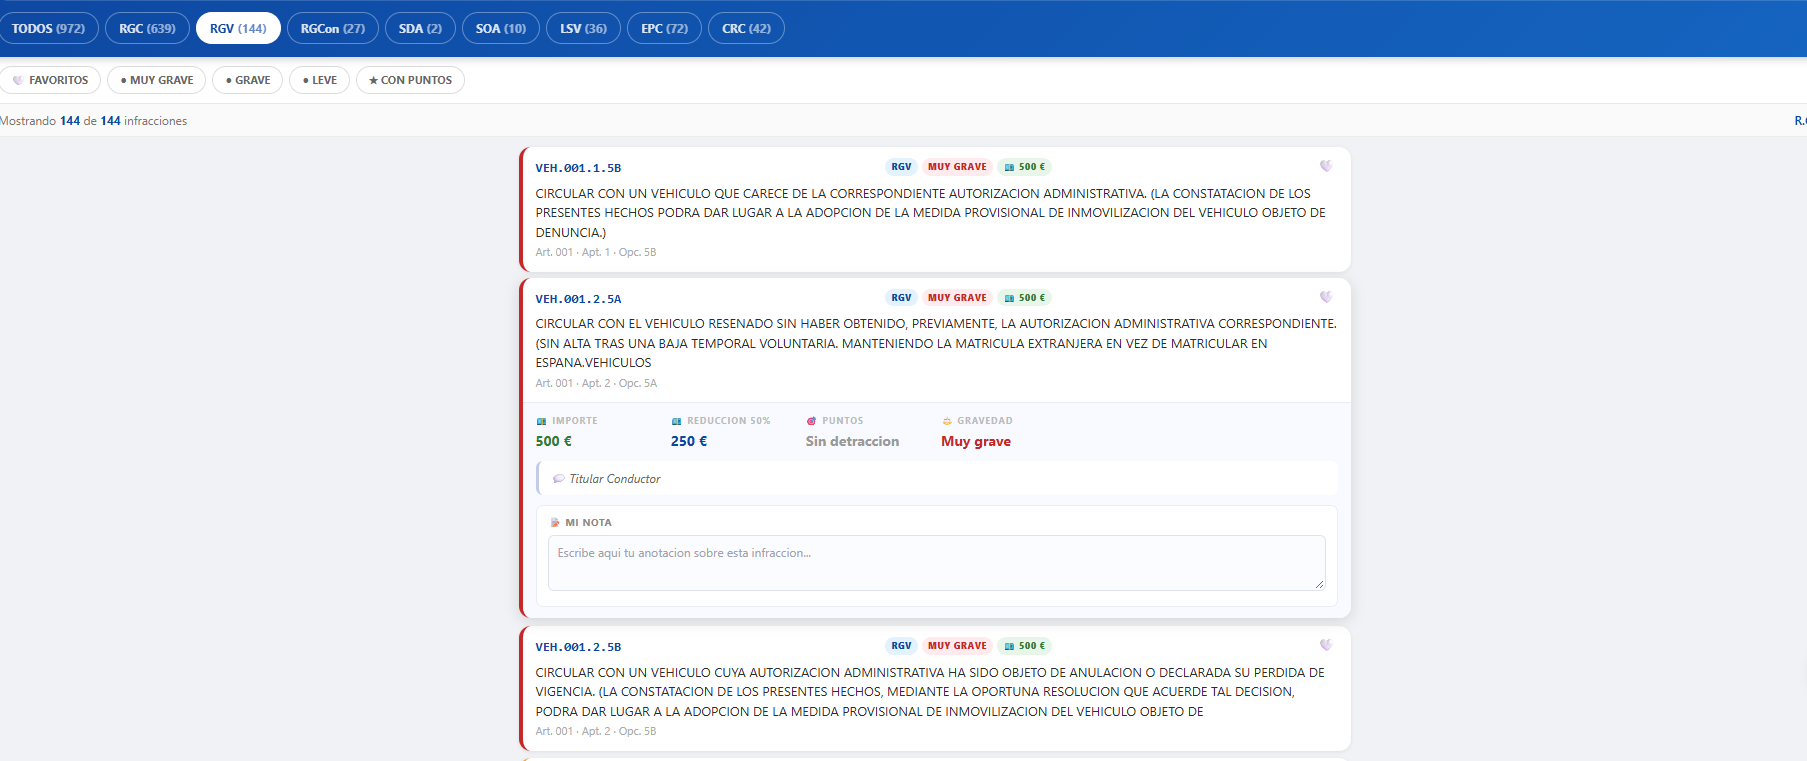 TODOS (972) RGC (639) RGV (144) RGCon (27) SDA (2) SOA (10) LSV (36) EPC (72) CRC (42)
FAVORITOS ● MUY GRAVE ● GRAVE ● LEVE ★ CON PUNTOS
Mostrando 144 de 144 infracciones
VEH.001.1.5B RGV MUY GRAVE 500 €
CIRCULAR CON UN VEHICULO QUE CARECE DE LA CORRESPONDIENTE AUTORIZACION ADMINISTRATIVA. (LA CONSTATACION DE LOS
PRESENTES HECHOS PODRA DAR LUGAR A LA ADOPCION DE LA MEDIDA PROVISIONAL DE INMOVILIZACION DEL VEHICULO OBJETO DE
DENUNCIA.)
Art. 001 · Apt. 1 · Opc. 5B
VEH.001.2.5A RGV MUY GRAVE 500 €
CIRCULAR CON EL VEHICULO RESENADO SIN HABER OBTENIDO, PREVIAMENTE, LA AUTORIZACION ADMINISTRATIVA CORRESPONDIENTE.
(SIN ALTA TRAS UNA BAJA TEMPORAL VOLUNTARIA. MANTENIENDO LA MATRICULA EXTRANJERA EN VEZ DE MATRICULAR EN
ESPANA.VEHICULOS
Art. 001 · Apt. 2 · Opc. 5A
IMPORTE REDUCCION 50% PUNTOS GRAVEDAD
500 € 250 € Sin detraccion Muy grave
Titular Conductor
MI NOTA
Escribe aqui tu anotacion sobre esta infraccion...
VEH.001.2.5B RGV MUY GRAVE 500 €
CIRCULAR CON UN VEHICULO CUYA AUTORIZACION ADMINISTRATIVA HA SIDO OBJETO DE ANULACION O DECLARADA SU PERDIDA DE
VIGENCIA. (LA CONSTATACION DE LOS PRESENTES HECHOS, MEDIANTE LA OPORTUNA RESOLUCION QUE ACUERDE TAL DECISION,
PODRA DAR LUGAR A LA ADOPCION DE LA MEDIDA PROVISIONAL DE INMOVILIZACION DEL VEHICULO OBJETO DE
Art. 001 · Apt. 2 · Opc. 5B